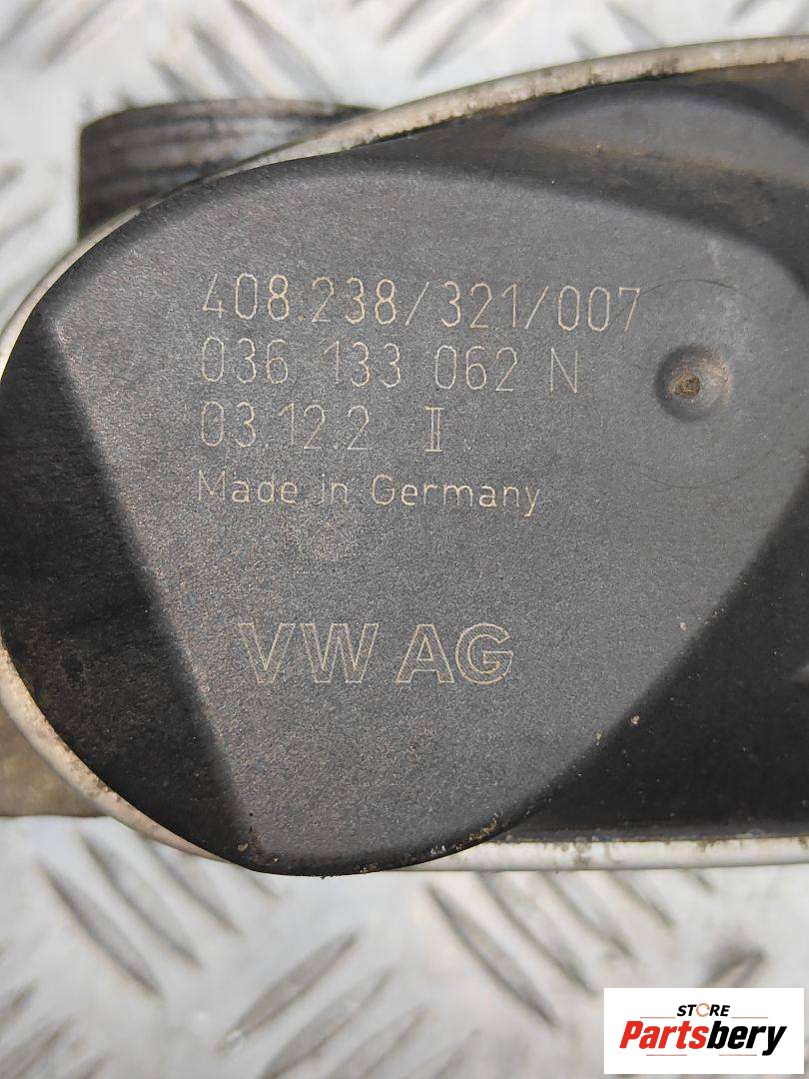 408.238/321/007
036 133 062 N
03.12.2 II
Made in Germany
VW AG
STORE
Partsbery